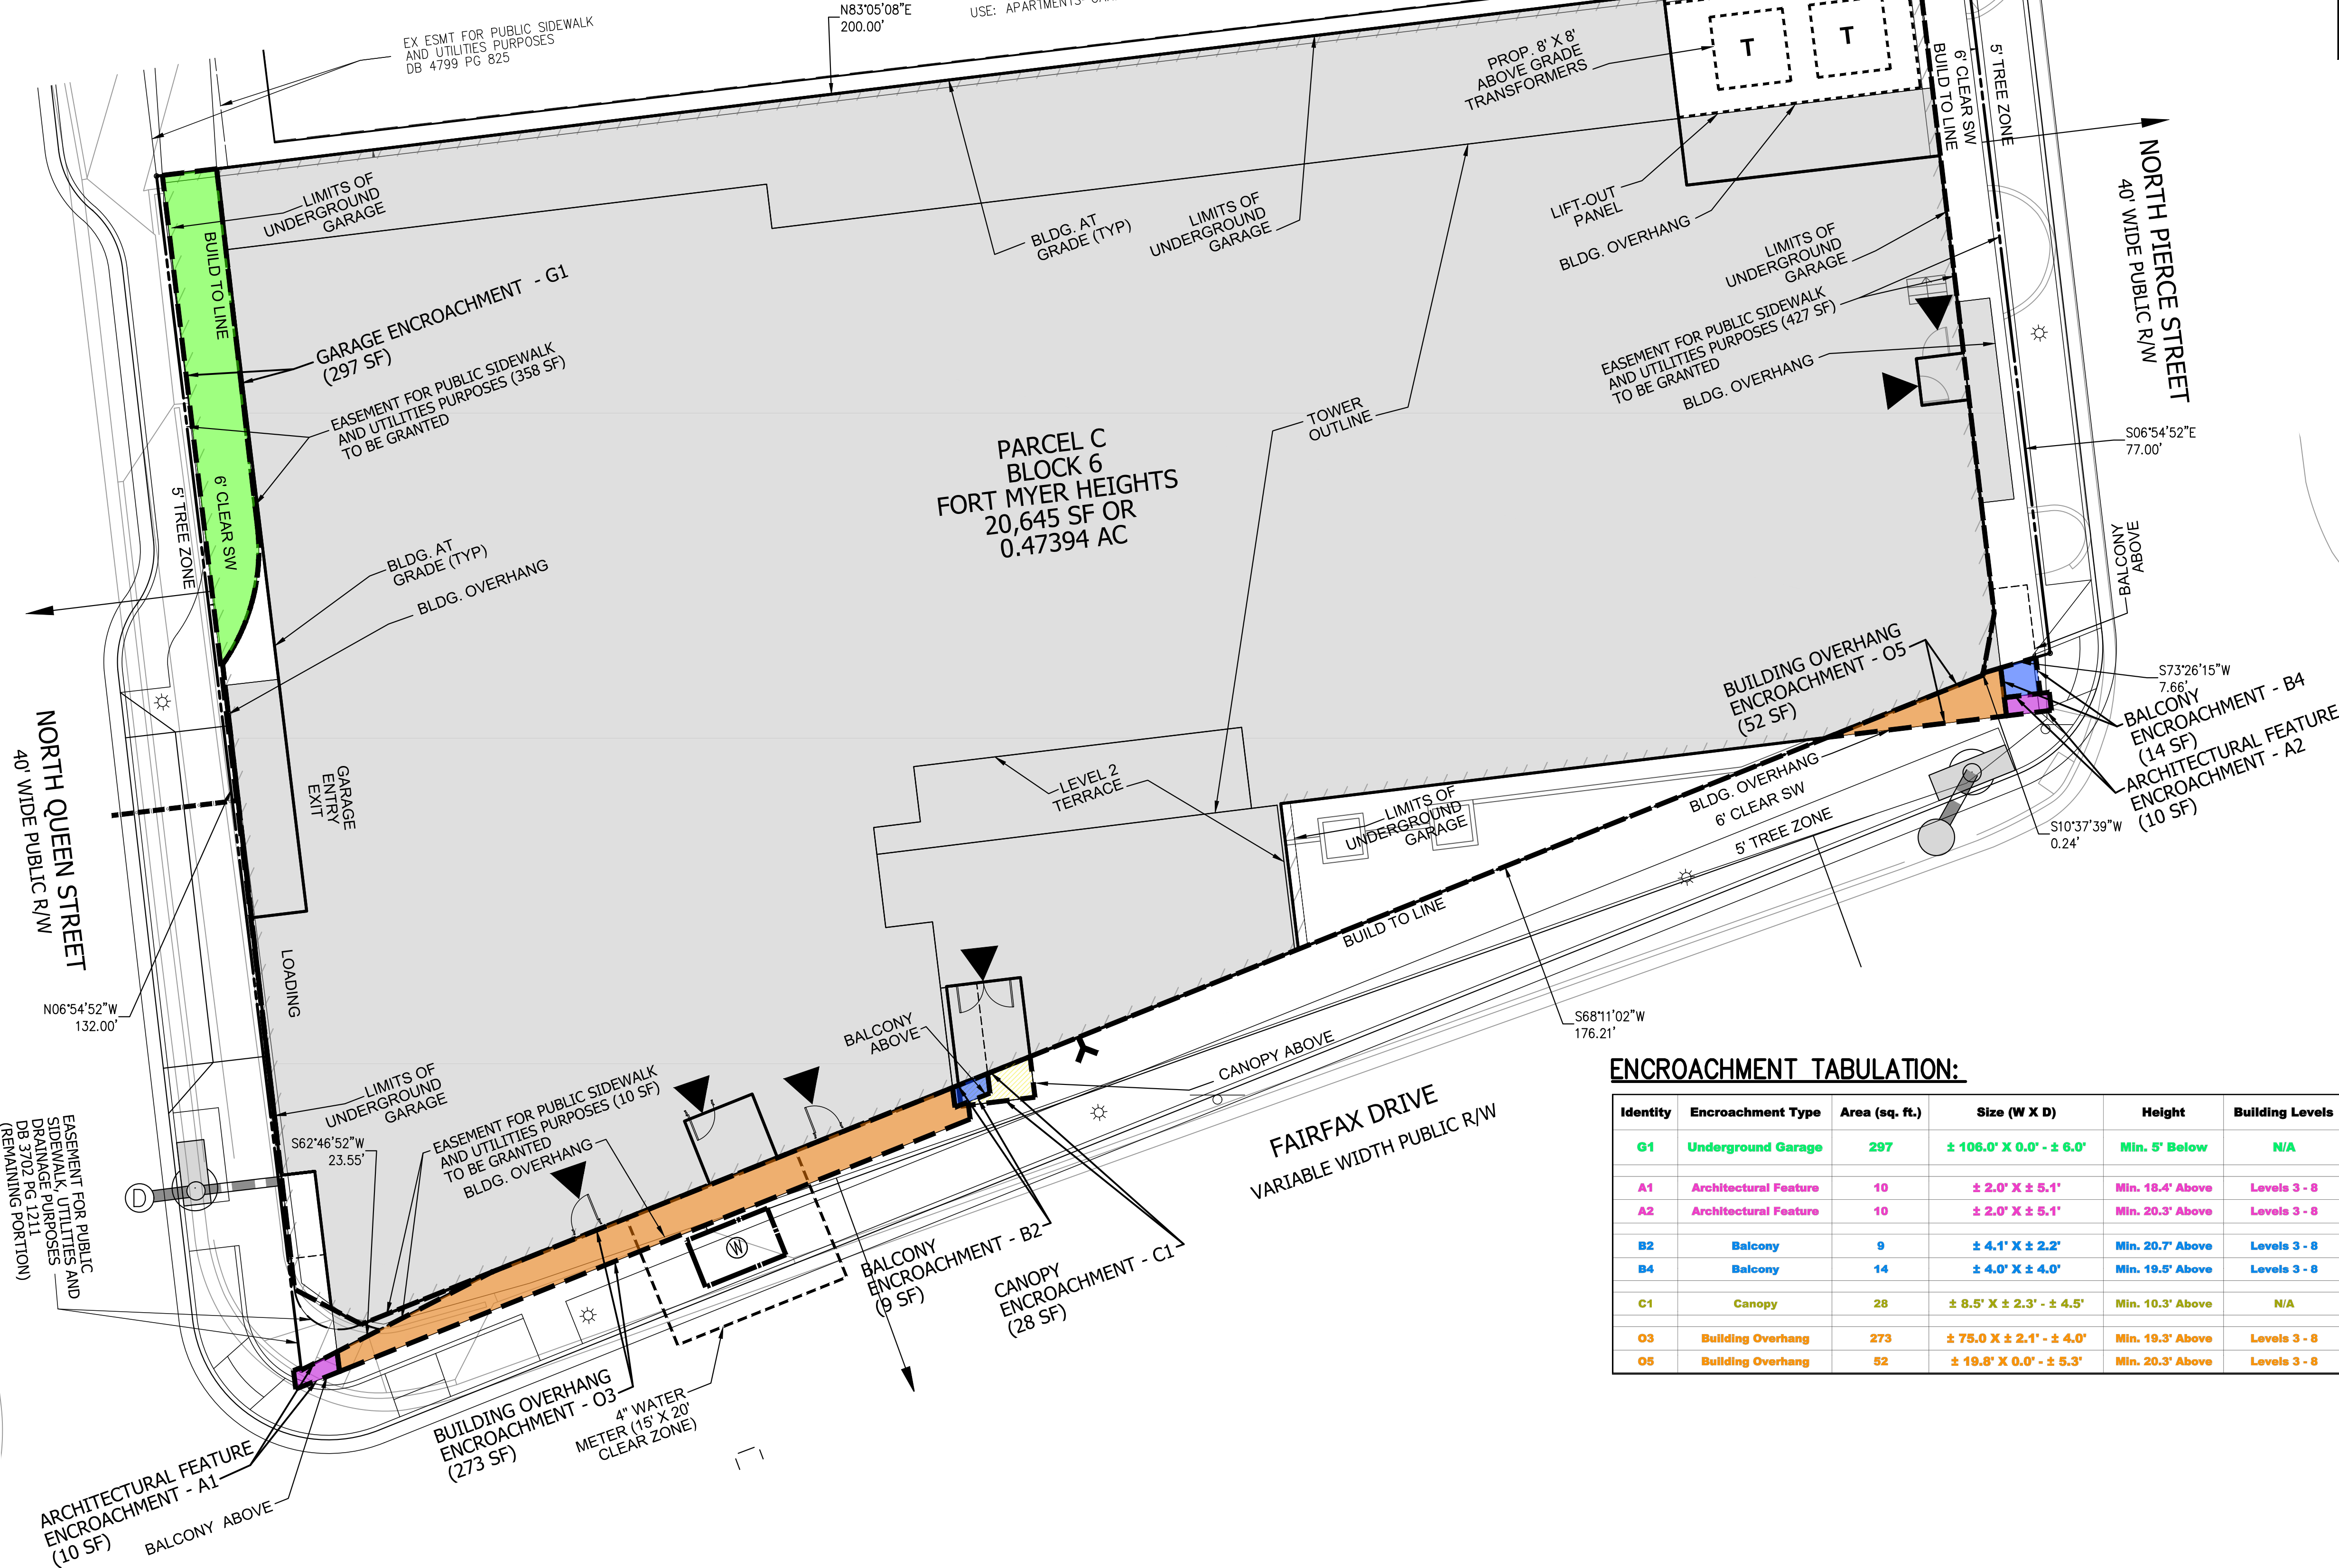 N83°05'08"E
200.00'
EX ESMT FOR PUBLIC SIDEWALK
AND UTILITIES PURPOSES
DB 4799 PG 825
USE: APARTMENTS
PROP. 8' X 8'
ABOVE GRADE
TRANSFORMERS
T
T
BUILD TO LINE
6' CLEAR SW
5' TREE ZONE
NORTH PIERCE STREET
40' WIDE PUBLIC R/W
LIMITS OF
UNDERGROUND
GARAGE
BUILD TO LINE
GARAGE ENCROACHMENT - G1
(297 SF)
EASEMENT FOR PUBLIC SIDEWALK
AND UTILITIES PURPOSES (358 SF)
TO BE GRANTED
BLDG. AT
GRADE (TYP)
LIMITS OF
UNDERGROUND
GARAGE
LIFT-OUT
PANEL
BLDG. OVERHANG
LIMITS OF
UNDERGROUND
GARAGE
EASEMENT FOR PUBLIC SIDEWALK
AND UTILITIES PURPOSES (427 SF)
TO BE GRANTED
BLDG. OVERHANG
TOWER
OUTLINE
S06°54'52"E
77.00'
PARCEL C
BLOCK 6
FORT MYER HEIGHTS
20,645 SF OR
0.47394 AC
5' TREE ZONE
6' CLEAR SW
BLDG. AT
GRADE (TYP)
BLDG. OVERHANG
BALCONY
ABOVE
BUILDING OVERHANG
ENCROACHMENT - O5
(52 SF)
S73°26'15"W
7.66'
BALCONY
ENCROACHMENT - B4
(14 SF)
ARCHITECTURAL FEATURE
ENCROACHMENT - A2
(10 SF)
NORTH QUEEN STREET
40' WIDE PUBLIC R/W
GARAGE
ENTRY
EXIT
LEVEL 2
TERRACE
LIMITS OF
UNDERGROUND
GARAGE
BLDG. OVERHANG
6' CLEAR SW
5' TREE ZONE
S10°37'39"W
0.24'
BUILD TO LINE
LOADING
N06°54'52"W
132.00'
S68°11'02"W
176.21'
BALCONY
ABOVE
CANOPY ABOVE
FAIRFAX DRIVE
VARIABLE WIDTH PUBLIC R/W
LIMITS OF
UNDERGROUND
GARAGE
S62°46'52"W
23.55'
EASEMENT FOR PUBLIC SIDEWALK
AND UTILITIES PURPOSES (10 SF)
TO BE GRANTED
BLDG. OVERHANG
EASEMENT FOR PUBLIC
SIDEWALK, UTILITIES AND
DRAINAGE PURPOSES
DB 3702 PG 1211
(REMAINING PORTION)
D
W
BALCONY
ENCROACHMENT - B2
(9 SF)
CANOPY
ENCROACHMENT - C1
(28 SF)
BUILDING OVERHANG
ENCROACHMENT - O3
(273 SF)
4" WATER
METER (15' X 20'
CLEAR ZONE)
ARCHITECTURAL FEATURE
ENCROACHMENT - A1
(10 SF)
BALCONY ABOVE
ENCROACHMENT TABULATION:
Identity Encroachment Type Area (sq. ft.) Size (W X D) Height Building Levels
G1 Underground Garage 297 ± 106.0' X 0.0' - ± 6.0' Min. 5' Below N/A
A1 Architectural Feature 10 ± 2.0' X ± 5.1' Min. 18.4' Above Levels 3 - 8
A2 Architectural Feature 10 ± 2.0' X ± 5.1' Min. 20.3' Above Levels 3 - 8
B2 Balcony 9 ± 4.1' X ± 2.2' Min. 20.7' Above Levels 3 - 8
B4 Balcony 14 ± 4.0' X ± 4.0' Min. 19.5' Above Levels 3 - 8
C1 Canopy 28 ± 8.5' X ± 2.3' - ± 4.5' Min. 10.3' Above N/A
O3 Building Overhang 273 ± 75.0 X ± 2.1' - ± 4.0' Min. 19.3' Above Levels 3 - 8
O5 Building Overhang 52 ± 19.8' X 0.0' - ± 5.3' Min. 20.3' Above Levels 3 - 8